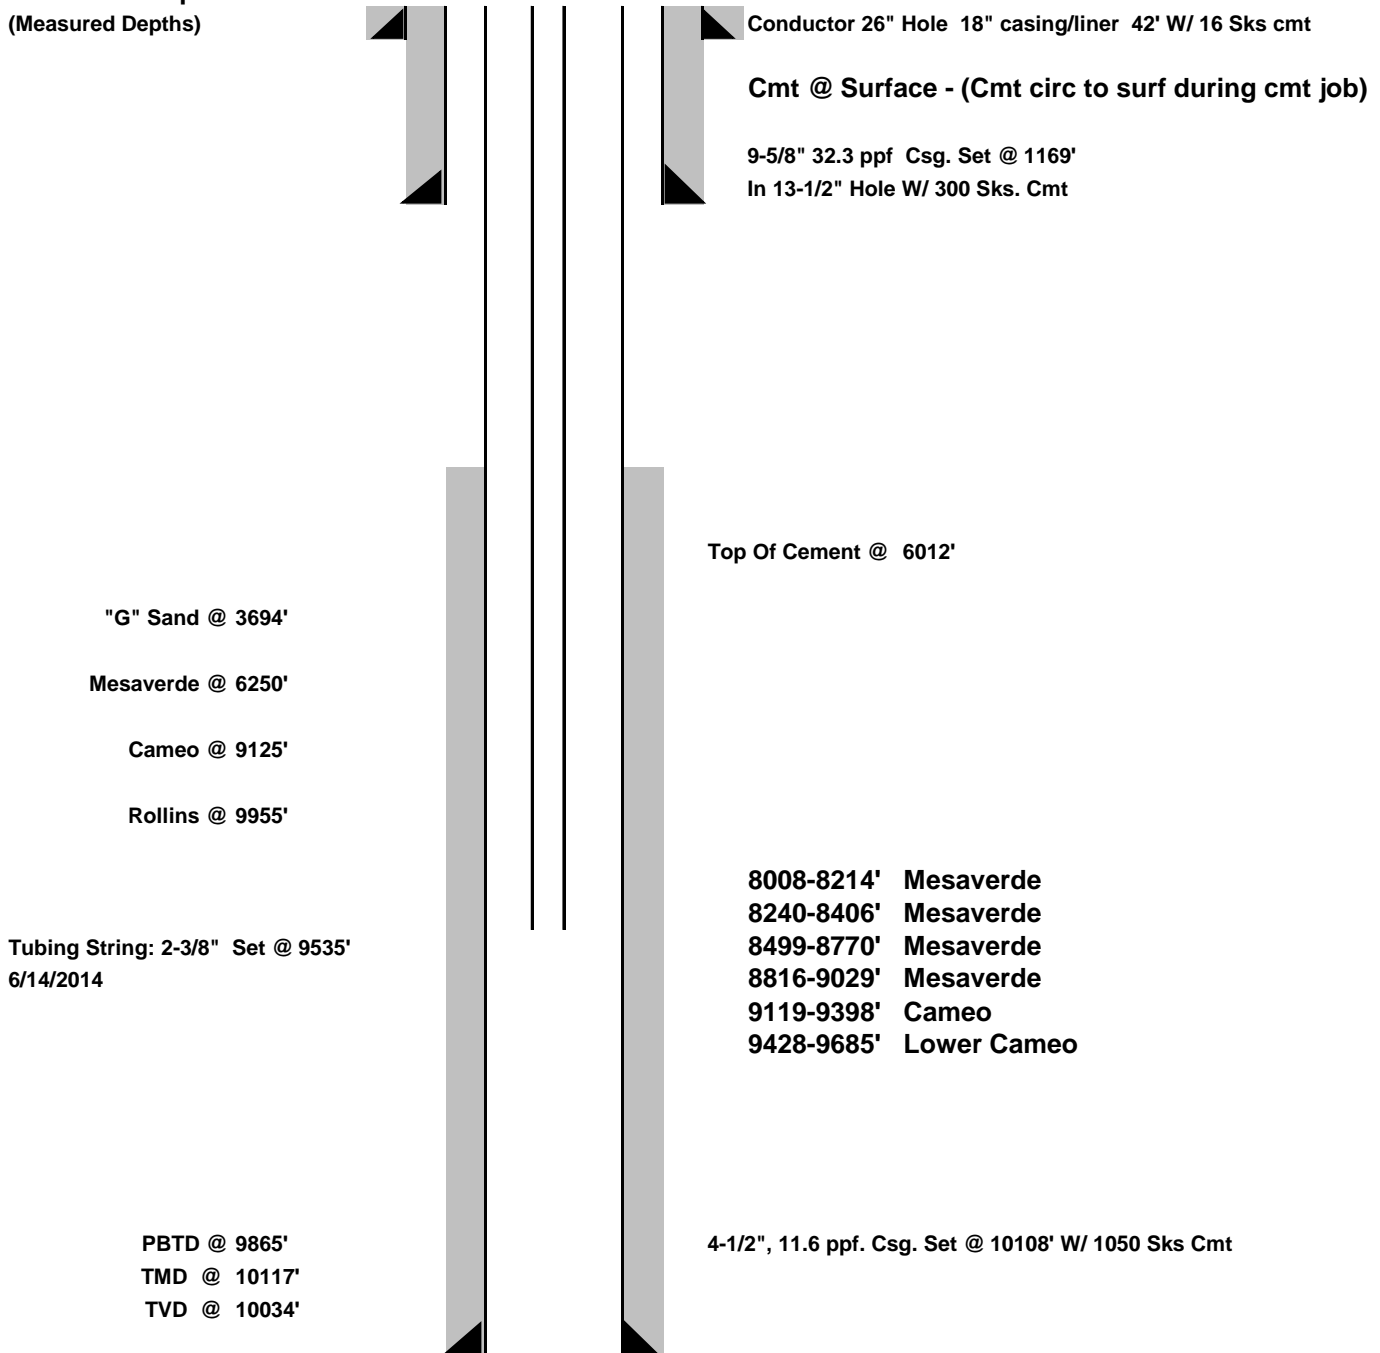 (Measured Depths)
Conductor 26" Hole 18" casing/liner 42' W/ 16 Sks cmt
Cmt @ Surface - (Cmt circ to surf during cmt job)
9-5/8" 32.3 ppf Csg. Set @ 1169'
In 13-1/2" Hole W/ 300 Sks. Cmt
Top Of Cement @ 6012'
"G" Sand @ 3694'
Mesaverde @ 6250'
Cameo @ 9125'
Rollins @ 9955'
8008-8214' Mesaverde
8240-8406' Mesaverde
8499-8770' Mesaverde
8816-9029' Mesaverde
9119-9398' Cameo
9428-9685' Lower Cameo
Tubing String: 2-3/8" Set @ 9535'
6/14/2014
PBTD @ 9865'
TMD @ 10117'
TVD @ 10034'
4-1/2", 11.6 ppf. Csg. Set @ 10108' W/ 1050 Sks Cmt